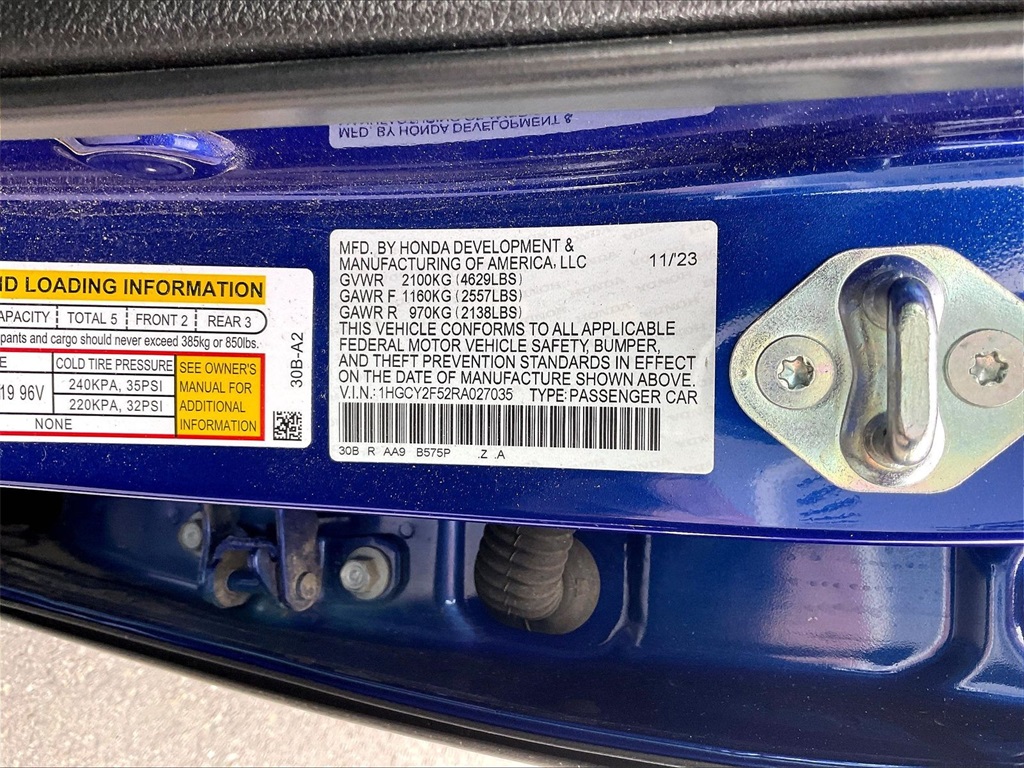 MFD. BY HONDA DEVELOPMENT &
ND LOADING INFORMATION
APACITY TOTAL 5 FRONT 2 REAR 3
pants and cargo should never exceed 385kg or 850lbs.
E COLD TIRE PRESSURE SEE OWNER'S MANUAL FOR ADDITIONAL INFORMATION
19 96V 240KPA, 35PSI
220KPA, 32PSI
NONE
30B-A2
MFD. BY HONDA DEVELOPMENT &
MANUFACTURING OF AMERICA, LLC 11/'23
GVWR 2100KG (4629LBS)
GAWR F 1160KG (2557LBS)
GAWR R 970KG (2138LBS)
THIS VEHICLE CONFORMS TO ALL APPLICABLE
FEDERAL MOTOR VEHICLE SAFETY, BUMPER,
AND THEFT PREVENTION STANDARDS IN EFFECT
ON THE DATE OF MANUFACTURE SHOWN ABOVE.
V.I.N.: 1HGCY2F52RA027035 TYPE: PASSENGER CAR
30B R AA9 B575P .Z .A